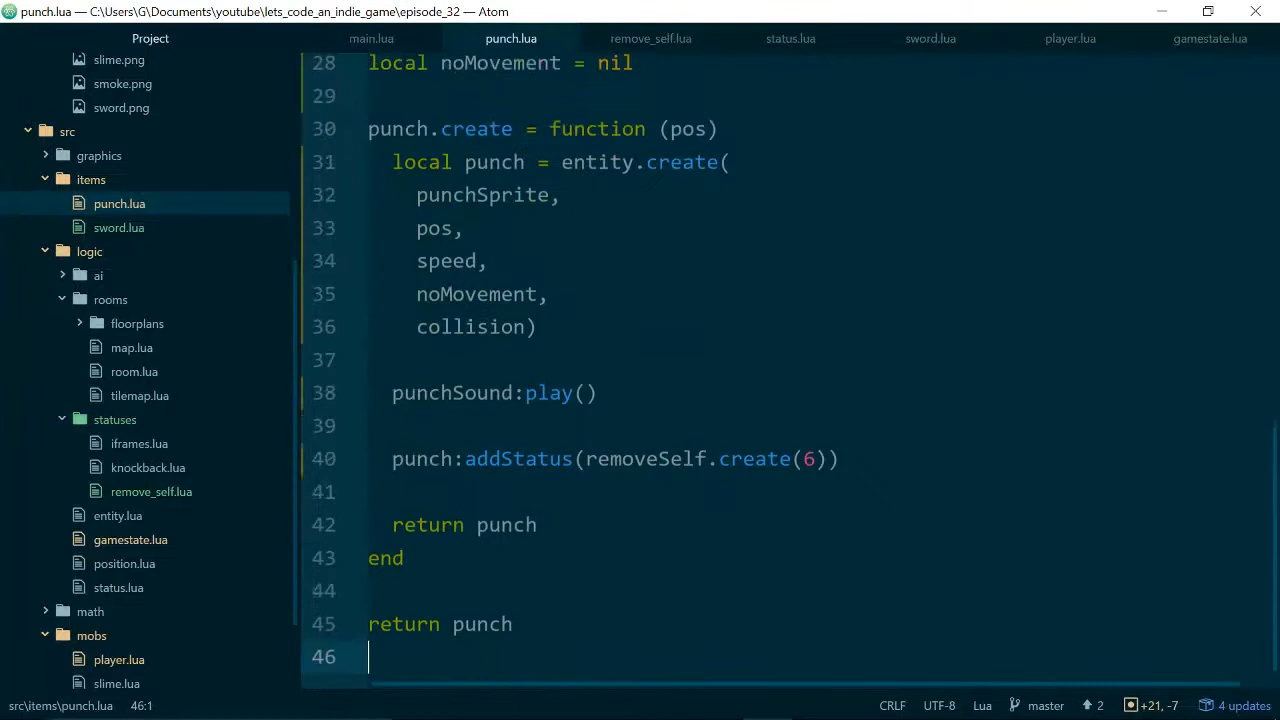 punch.lua — C:\Users\G\Documents\youtube\lets_code_an_indie_game\episode_32 — Atom
Project
main.lua
punch.lua
remove_self.lua
status.lua
sword.lua
player.lua
gamestate.lua
slime.png
smoke.png
sword.png
src
graphics
items
punch.lua
sword.lua
logic
ai
rooms
floorplans
map.lua
room.lua
tilemap.lua
statuses
iframes.lua
knockback.lua
remove_self.lua
entity.lua
gamestate.lua
position.lua
status.lua
math
mobs
player.lua
slime.lua
28 local noMovement = nil
29
30 punch.create = function (pos)
31 local punch = entity.create(
32 punchSprite,
33 pos,
34 speed,
35 noMovement,
36 collision)
37
38 punchSound:play()
39
40 punch:addStatus(removeSelf.create(6))
41
42 return punch
43 end
44
45 return punch
46
src\items\punch.lua 46:1
CRLF UTF-8 Lua master 2 +21, -7 4 updates